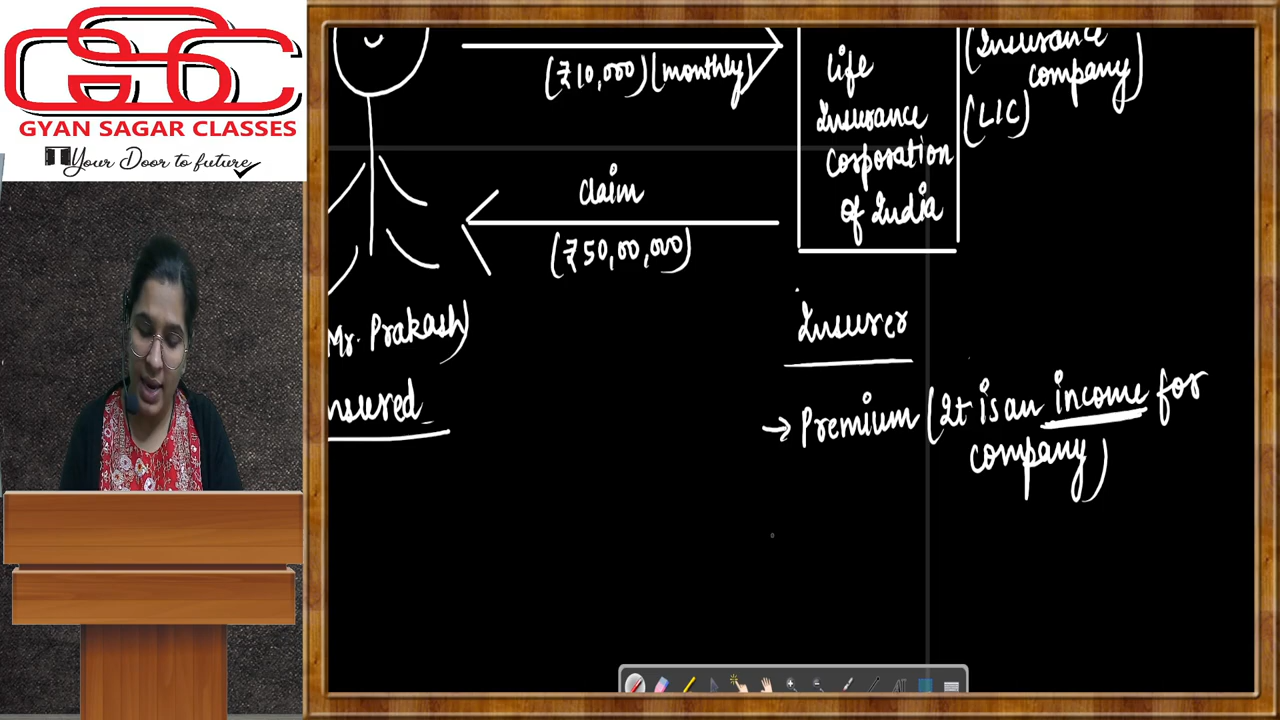 GSC
GYAN SAGAR CLASSES
Your Door to future
(₹10,000) (monthly)
life
Insurance
Corporation
of India
(Insurance
company)
(LIC)
claim
(₹50,00,000)
Mr. Prakash)
nsured
Insurer
→ Premium (It is an income for
company)